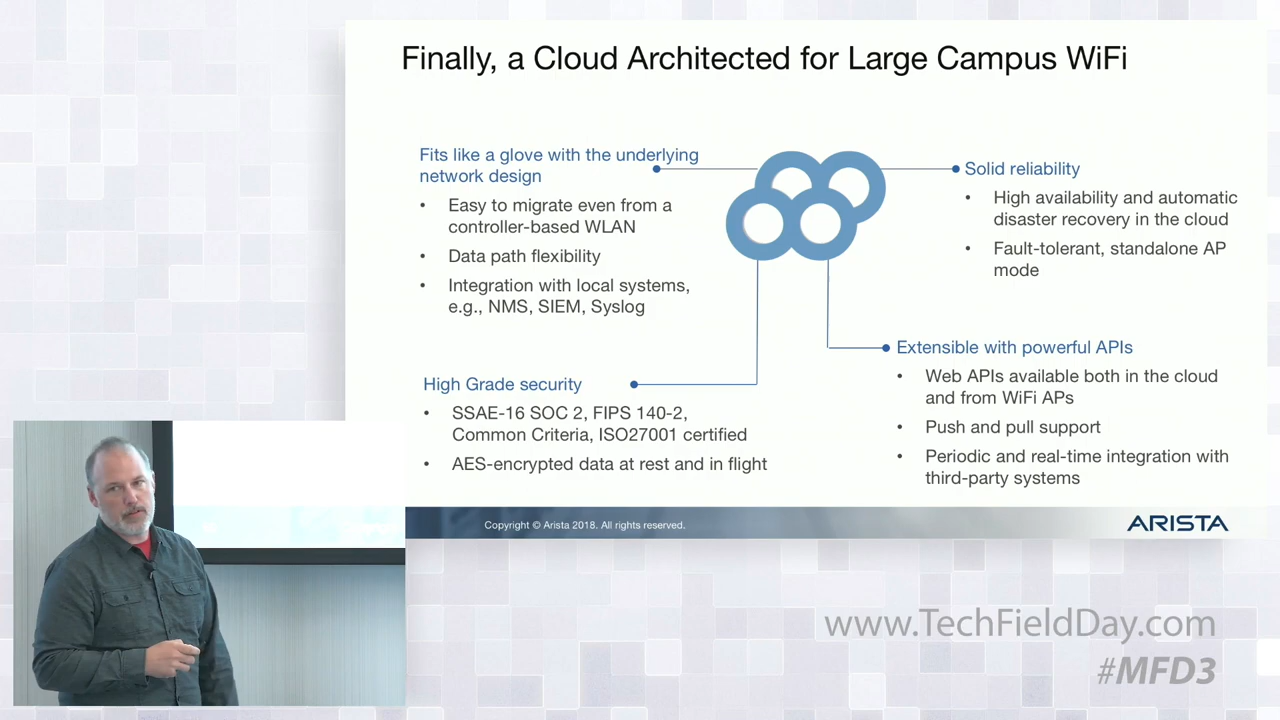 Finally, a Cloud Architected for Large Campus WiFi
Fits like a glove with the underlying
network design
• Easy to migrate even from a
controller-based WLAN
• Data path flexibility
• Integration with local systems,
e.g., NMS, SIEM, Syslog
Solid reliability
• High availability and automatic
disaster recovery in the cloud
• Fault-tolerant, standalone AP
mode
High Grade security
• SSAE-16 SOC 2, FIPS 140-2,
Common Criteria, ISO27001 certified
• AES-encrypted data at rest and in flight
Extensible with powerful APIs
• Web APIs available both in the cloud
and from WiFi APs
• Push and pull support
• Periodic and real-time integration with
third-party systems
Copyright © Arista 2018. All rights reserved.
ARISTA
www.TechFieldDay.com
#MFD3